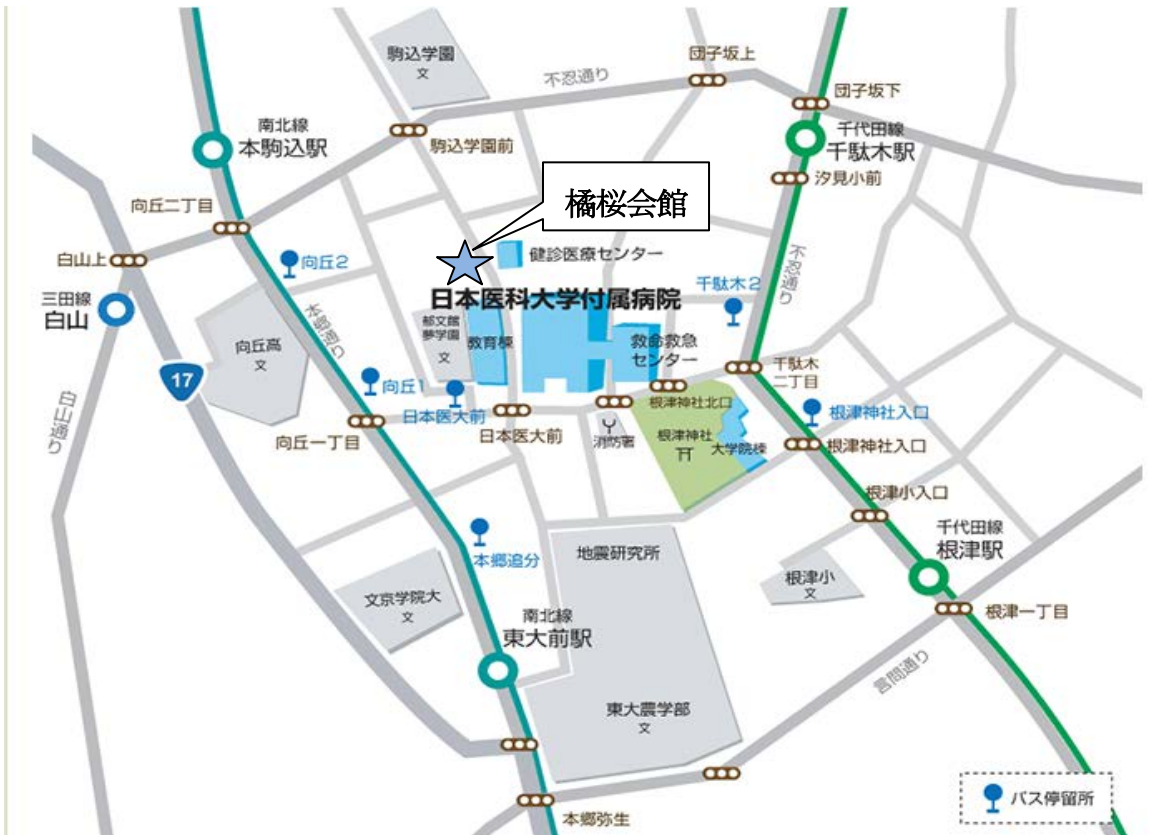 駒込学園
文
団子坂上
不忍通り
団子坂下
南北線
本駒込駅
千代田線
千駄木駅
駒込学園前
汐見小前
橘桜会館
向丘二丁目
白山上
向丘2
健診医療センター
不忍通り
千駄木2
三田線
白山
日本医科大学付属病院
本郷通り
郁文館
夢学園
文
教育棟
救命救急
センター
向丘高
文
千駄木
二丁目
17
向丘1
日本医大前
根津神社北口
根津神社入口
白山通り
向丘一丁目
日本医大前
消防署
根津神社
大学院棟
根津神社入口
根津小入口
本郷追分
地震研究所
千代田線
根津駅
根津小
文
文京学院大
文
南北線
東大前駅
根津一丁目
言問通り
東大農学部
文
バス停留所
本郷弥生